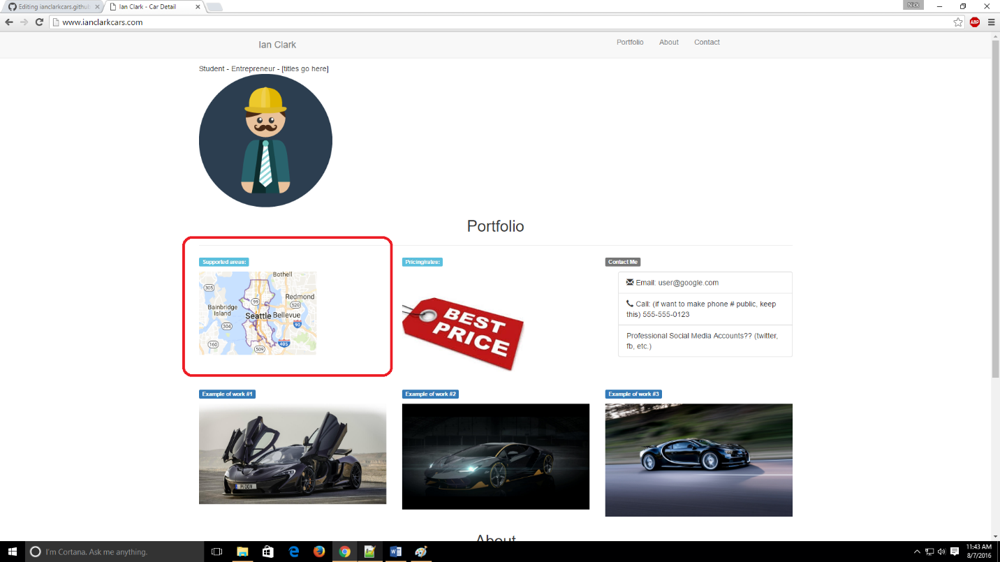 Editing ianclarkcars.github
Ian Clark - Car Detail
Nick
www.ianclarkcars.com
ABP
Ian Clark
Portfolio
About
Contact
Student - Entrepreneur - [titles go here]
Portfolio
Supported areas:
Pricing/rates:
Contact Me
Bothell
305
Redmond
99
520
Bainbridge
Island
Seattle
Bellevue
90
304
405
160
509
BEST
PRICE
Email: user@google.com
Call: (if want to make phone # public, keep
this) 555-555-0123
Professional Social Media Accounts?? (twitter,
fb, etc.)
Example of work #1
Example of work #2
Example of work #3
About
I'm Cortana. Ask me anything.
11:43 AM
8/7/2016